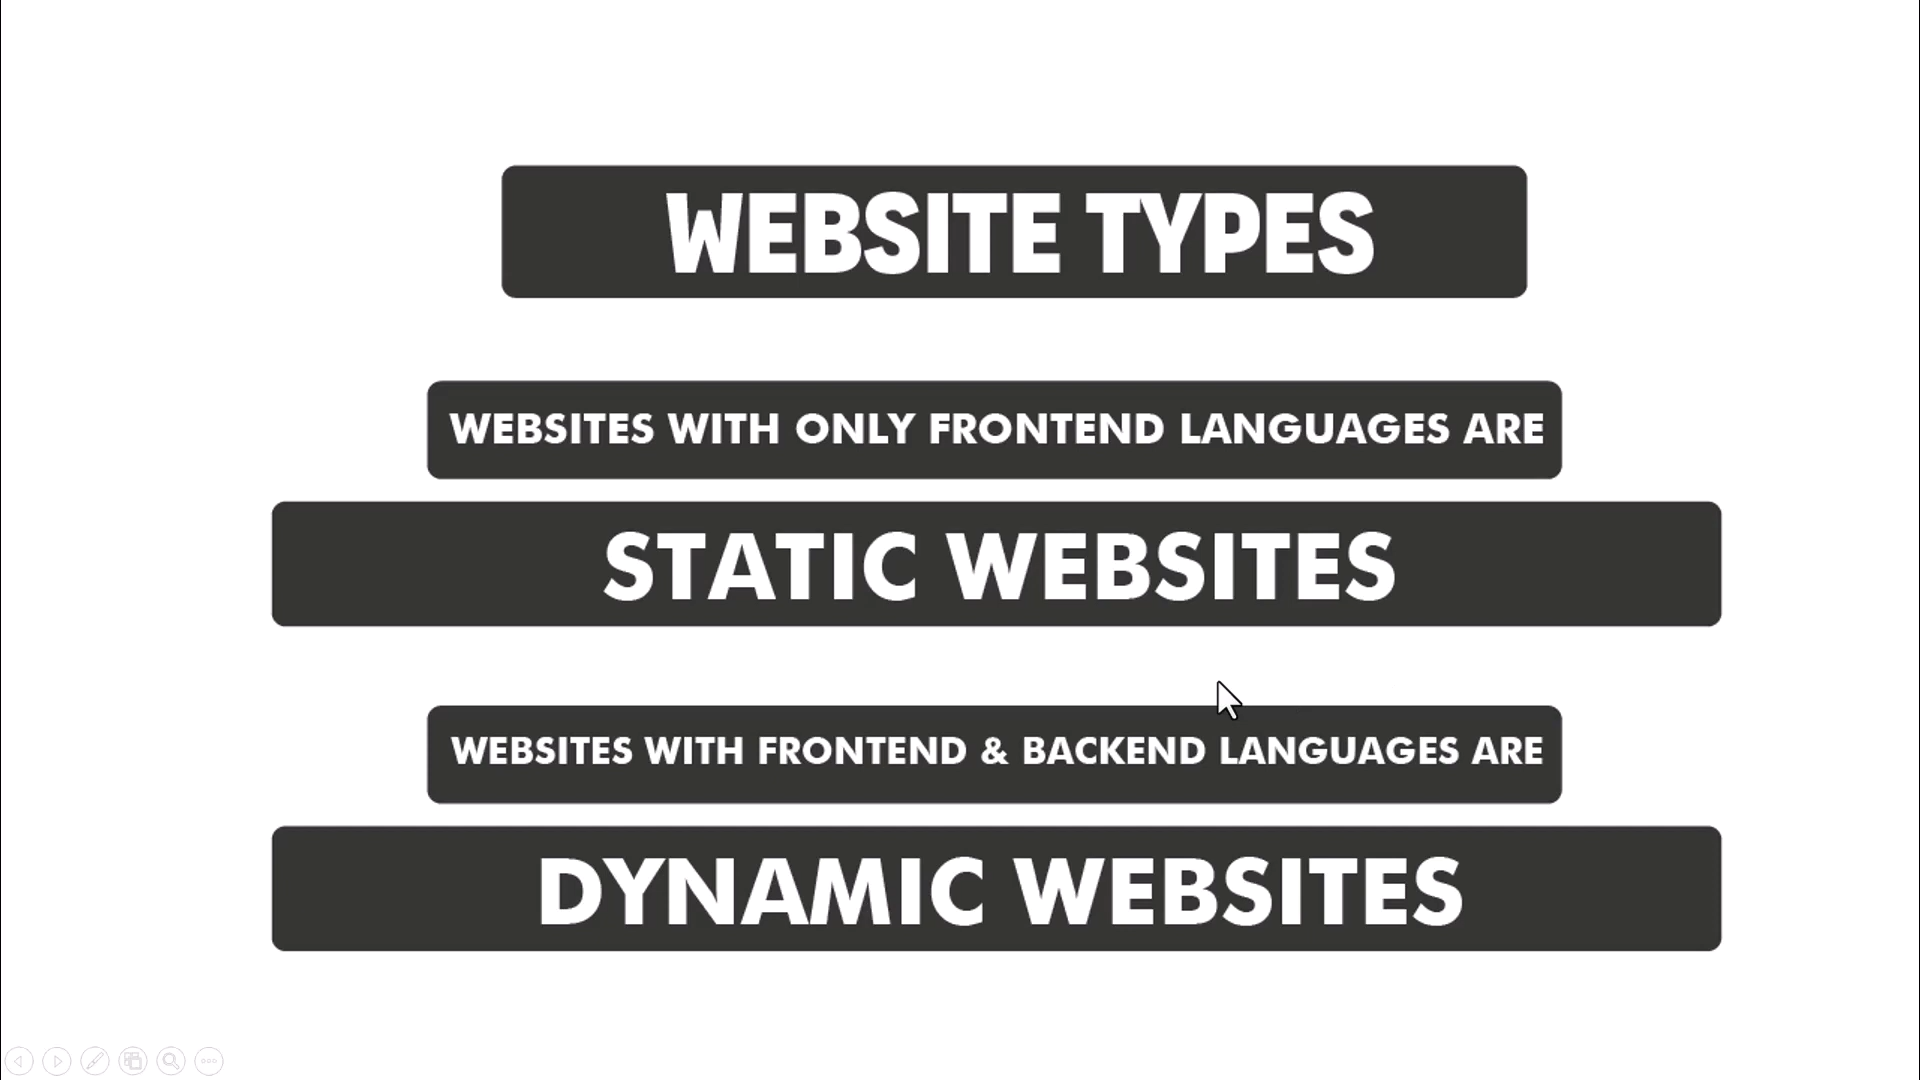 WEBSITE TYPES
WEBSITES WITH ONLY FRONTEND LANGUAGES ARE
STATIC WEBSITES
WEBSITES WITH FRONTEND & BACKEND LANGUAGES ARE
DYNAMIC WEBSITES